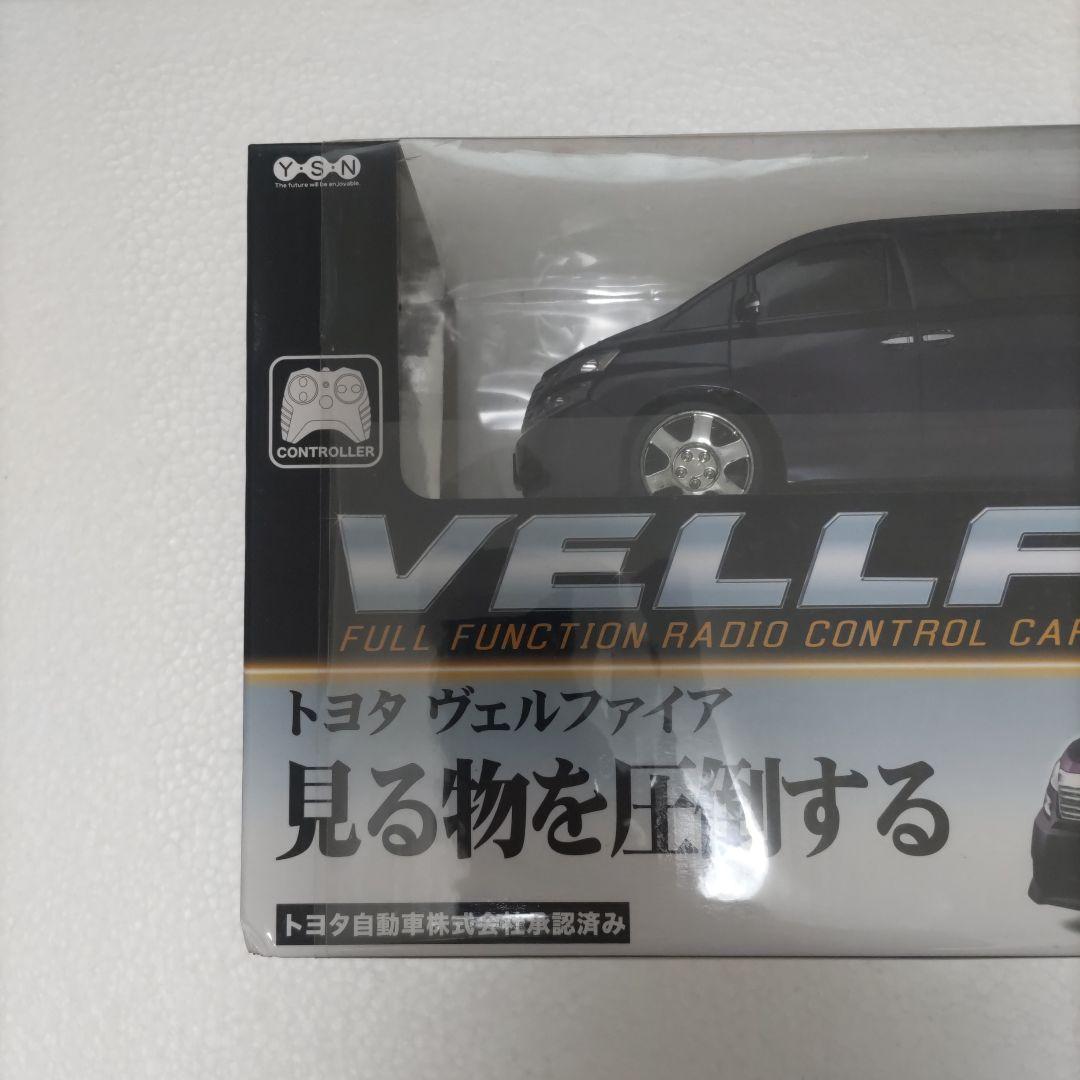 Y・S・N
The future will be enjoyable.
CONTROLLER
VELLF
FULL FUNCTION RADIO CONTROL CAR
トヨタ ヴェルファイア
見る物を圧倒する
トヨタ自動車株式会社承認済み